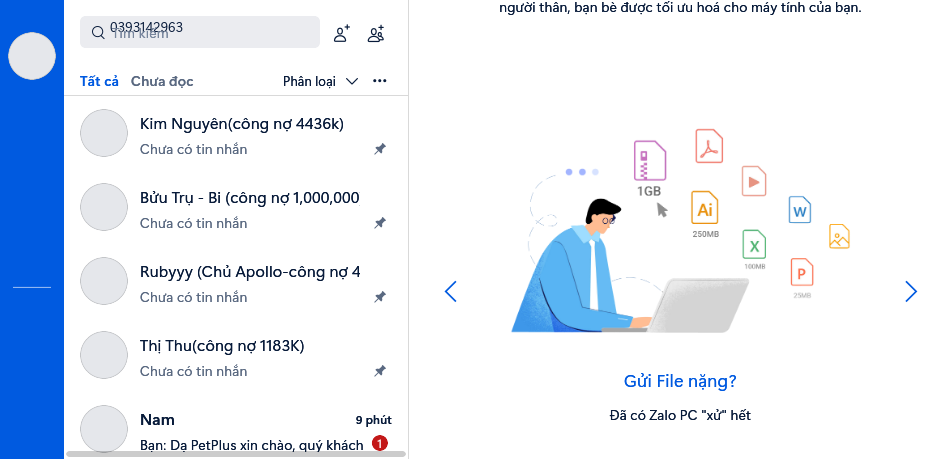 người thân, bạn bè được tối ưu hoá cho máy tính của bạn.
0393142963
Tìm kiếm
Tất cả Chưa đọc Phân loại
Kim Nguyên(công nợ 4436k)
Chưa có tin nhắn
Bửu Trụ - Bi (công nợ 1,000,000
Chưa có tin nhắn
Rubyyy (Chủ Apollo-công nợ 4
Chưa có tin nhắn
Thị Thu(công nợ 1183K)
Chưa có tin nhắn
Nam 9 phút
Bạn: Dạ PetPlus xin chào, quý khách 1
1GB
Ai
250MB
W
X
100MB
P
25MB
Gửi File nặng?
Đã có Zalo PC "xử" hết